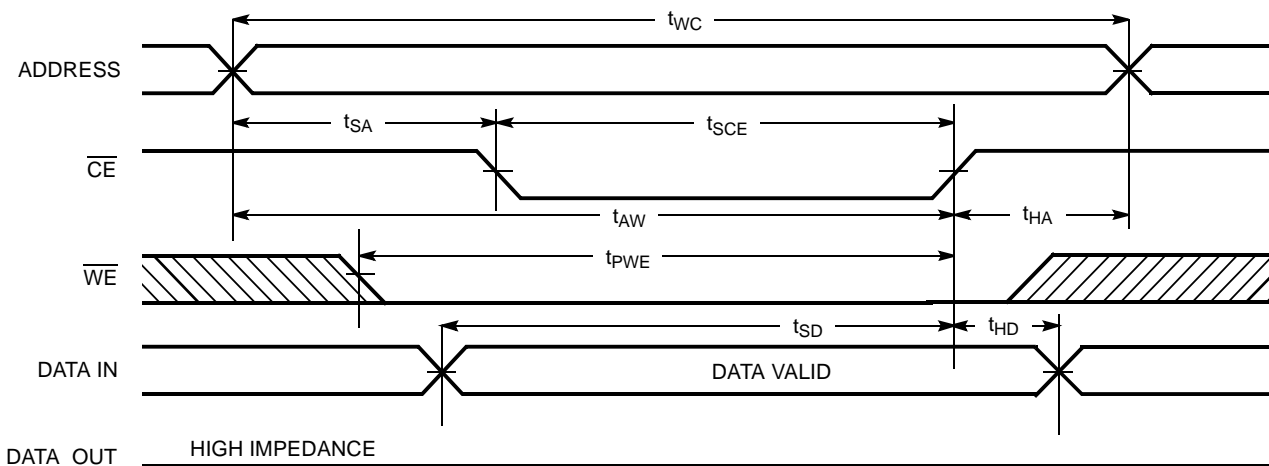 tWC
ADDRESS
tSA tSCE
CE
tAW tHA
tPWE
WE
tSD tHD
DATA IN DATA VALID
HIGH IMPEDANCE
DATA OUT